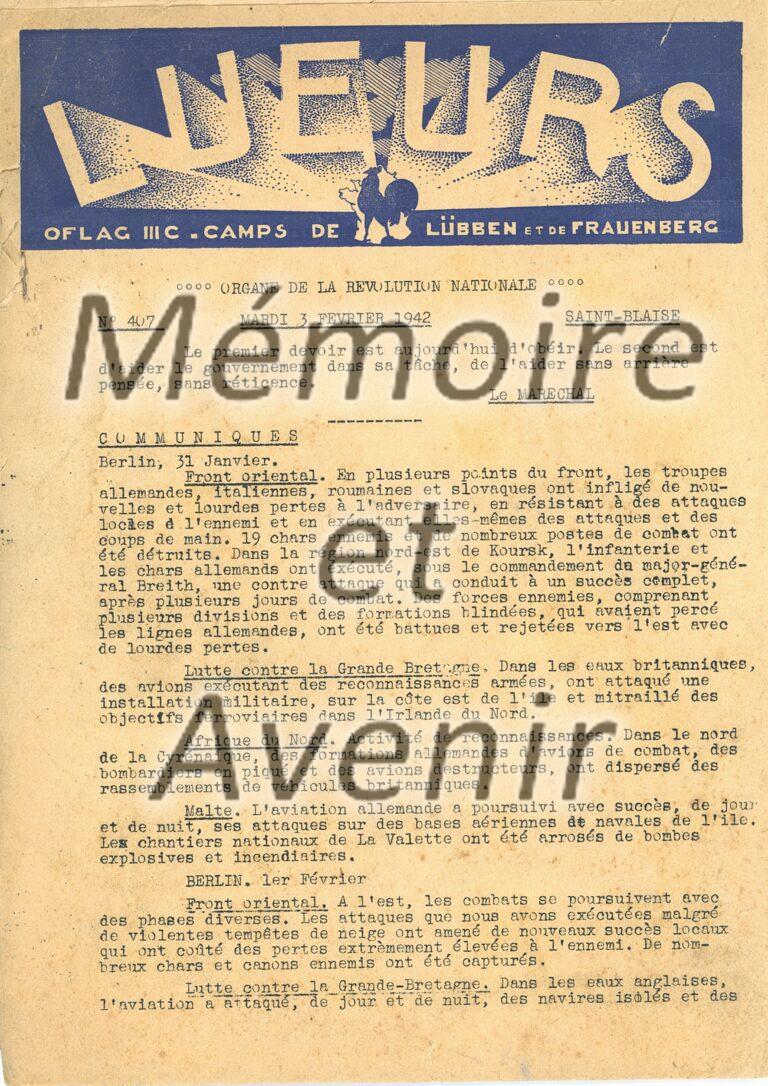 LUEURS
OFLAG IIIC . CAMPS DE LÜBBEN ET DE FRAUENBERG
°°°° ORGANE DE LA REVOLUTION NATIONALE °°°°
N° 407 MARDI 3 FEVRIER 1942 SAINT-BLAISE
Le premier devoir est aujourd'hui d'obéir. Le second est
d'aider le gouvernement dans sa tâche, de l'aider sans arrière
pensée, sans réticence.
Le MARECHAL
----------
COMMUNIQUES
Berlin, 31 Janvier.
Front oriental. En plusieurs points du front, les troupes
allemandes, italiennes, roumaines et slovaques ont infligé de nou-
velles et lourdes pertes à l'adversaire, en résistant à des attaques
locles d l'ennemi et en exécutant elles-mêmes des attaques et des
coups de main. 19 chars ennemis et de nombreux postes de combat ont
été détruits. Dans la région nord-est de Koursk, l'infanterie et
les chars allemands ont exécuté, sous le commandement du major-géné-
ral Breith, une contre attaque qui a conduit à un succès complet,
après plusieurs jours de combat. Des forces ennemies, comprenant
plusieurs divisions et des formations blindées, qui avaient percé
les lignes allemandes, ont été battues et rejetées vers l'est avec
de lourdes pertes.
Lutte contre la Grande Bretagne. Dans les eaux britanniques,
des avions exécutant des reconnaissances armées, ont attaqué une
installation militaire, sur la côte est de l'ile et mitraillé des
objectifs ferroviaires dans l'Irlande du Nord.
Afrique du Nord. Activité de reconnaissances. Dans le nord
de la Cyrénaïque, des formations allemandes d'avions de combat, des
bombardiers en piqué et des avions destructeurs, ont dispersé des
rassemblements de véhicules britanniques.
Malte. L'aviation allemande a poursuivi avec succès, de jour
et de nuit, ses attaques sur des bases aériennes et navales de l'ile.
Les chantiers nationaux de La Valette ont été arrosés de bombes
explosives et incendiaires.
BERLIN. 1er Février
Front oriental. A l'est, les combats se poursuivent avec
des phases diverses. Les attaques que nous avons exécutées malgré
de violentes tempêtes de neige ont amené de nouveaux succès locaux
qui ont coûté des pertes extrêmement élevées à l'ennemi. De nom-
breux chars et canons ennemis ont été capturés.
Lutte contre la Grande-Bretagne. Dans les eaux anglaises,
l'aviation a attaqué, de jour et de nuit, des navires isolés et des
Mémoire
et
Avenir